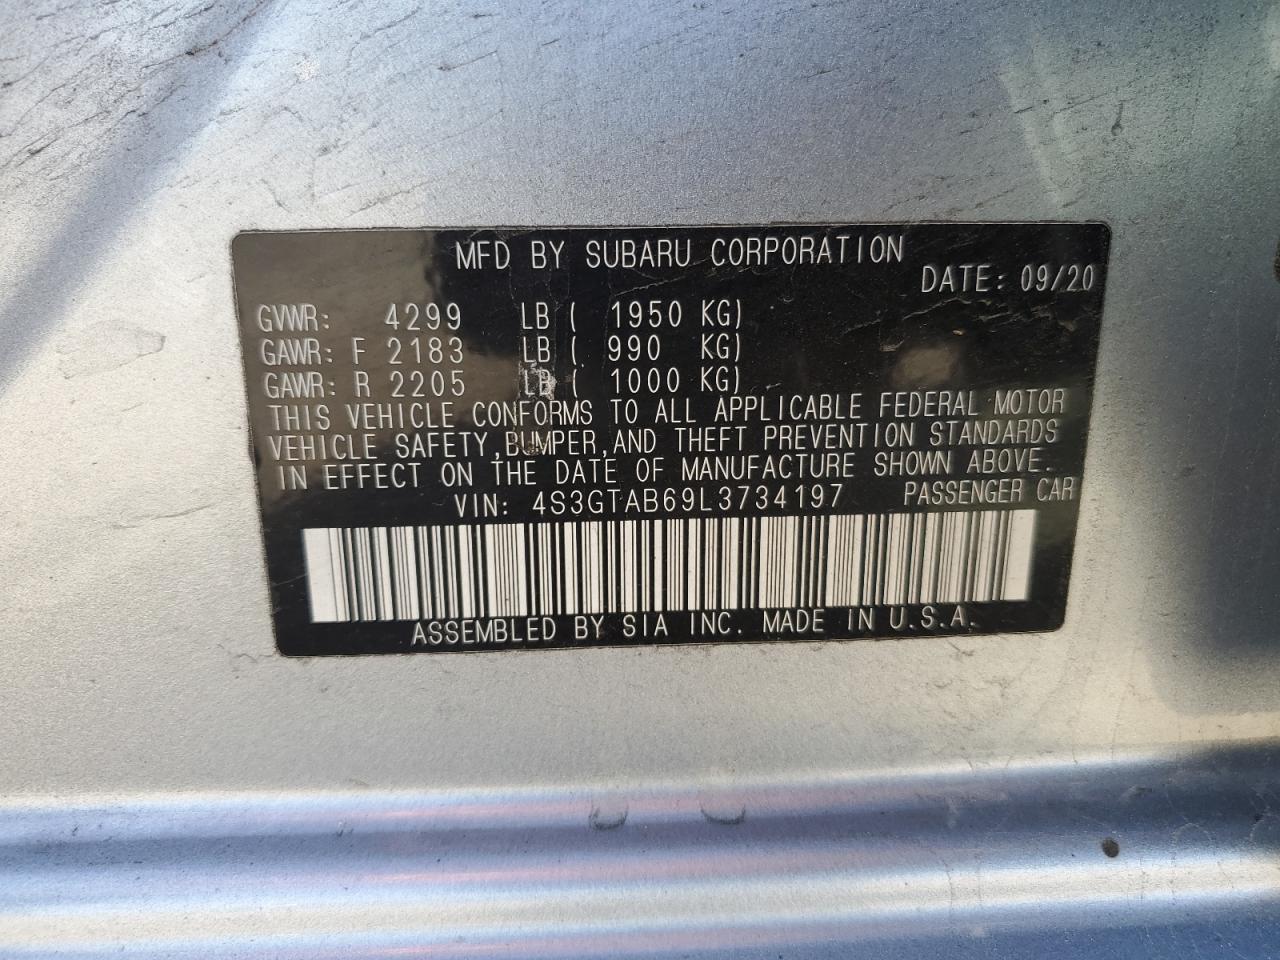 MFD BY SUBARU CORPORATION
DATE: 09/20
GVWR: 4299 LB ( 1950 KG)
GAWR: F 2183 LB ( 990 KG)
GAWR: R 2205 LB ( 1000 KG)
THIS VEHICLE CONFORMS TO ALL APPLICABLE FEDERAL MOTOR
VEHICLE SAFETY,BUMPER,AND THEFT PREVENTION STANDARDS
IN EFFECT ON THE DATE OF MANUFACTURE SHOWN ABOVE.
VIN: 4S3GTAB69L3734197 PASSENGER CAR
ASSEMBLED BY SIA INC. MADE IN U.S.A.